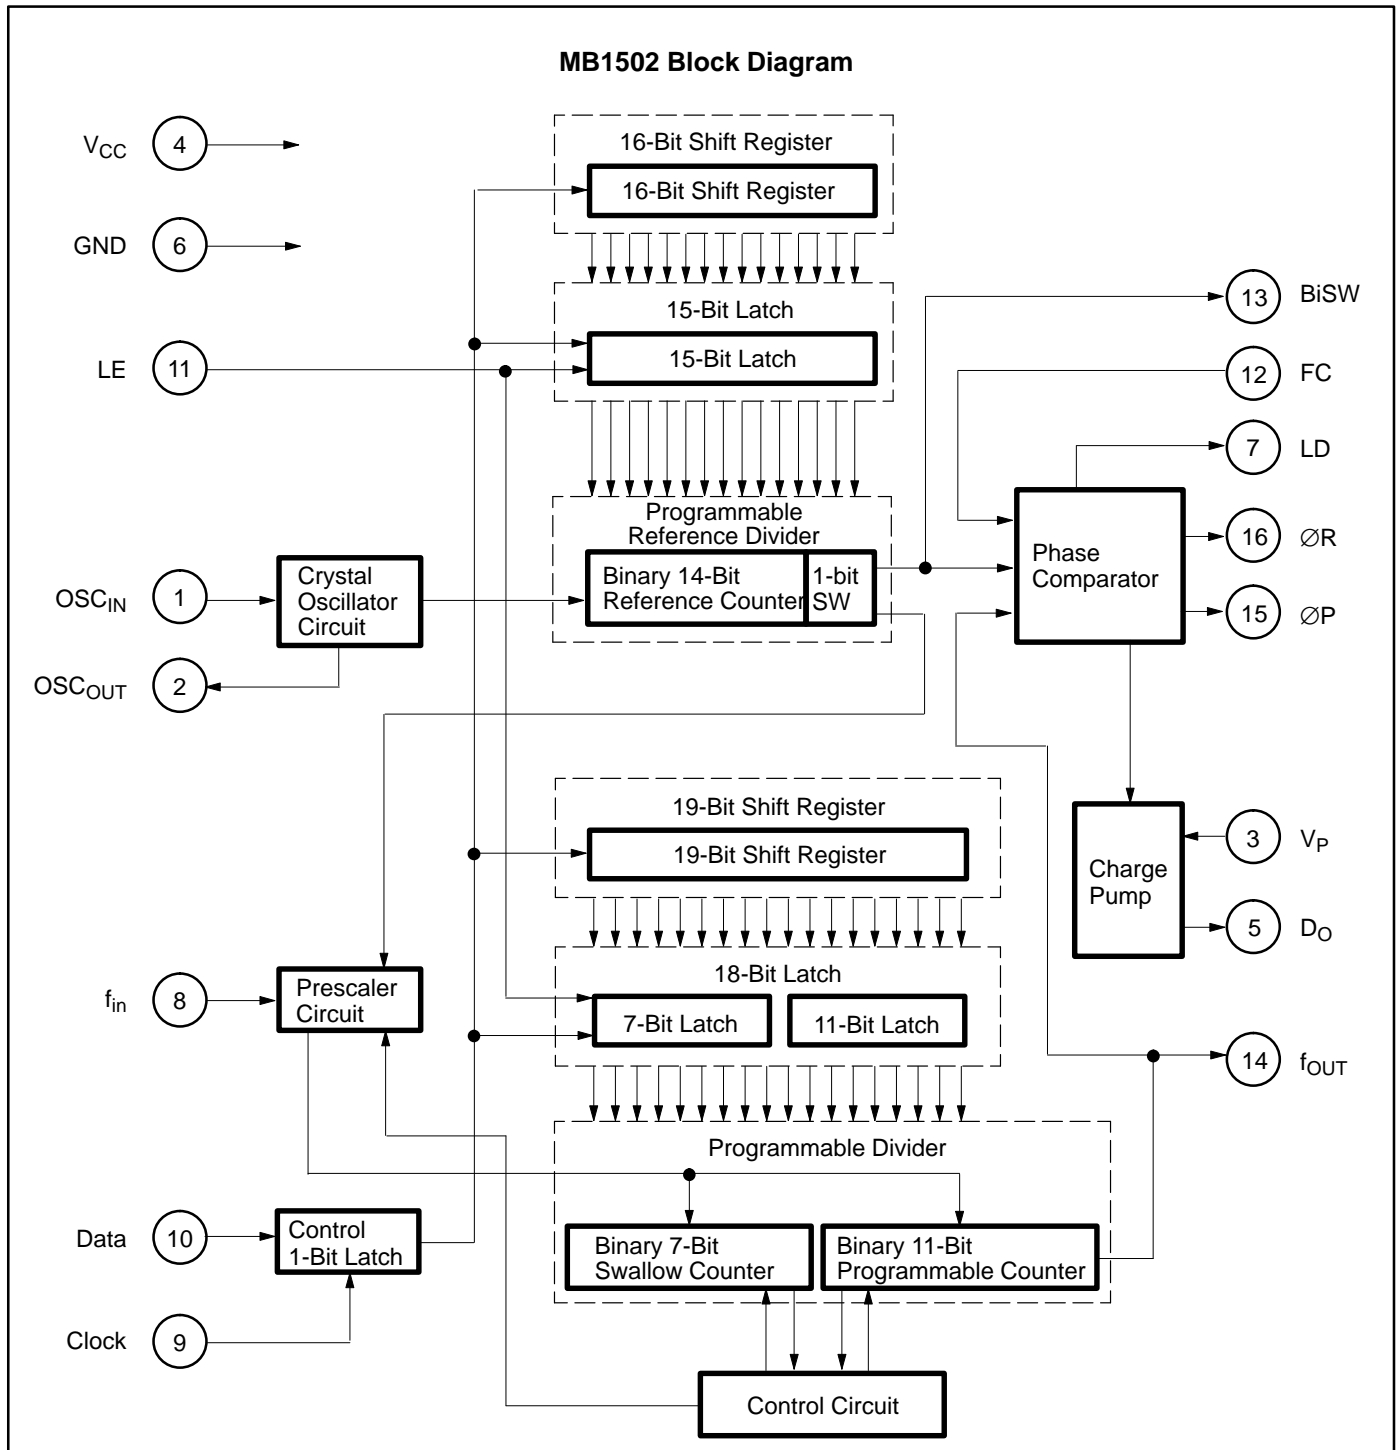 MB1502 Block Diagram
VCC 4
GND 6
LE 11
OSCIN 1
OSCOUT 2
fin 8
Data 10
Clock 9
Crystal
Oscillator
Circuit
Prescaler
Circuit
Control
1-Bit Latch
16-Bit Shift Register
16-Bit Shift Register
15-Bit Latch
15-Bit Latch
Programmable
Reference Divider
Binary 14-Bit
Reference Counter
1-bit
SW
19-Bit Shift Register
19-Bit Shift Register
18-Bit Latch
7-Bit Latch
11-Bit Latch
Programmable Divider
Binary 7-Bit
Swallow Counter
Binary 11-Bit
Programmable Counter
Control Circuit
Phase
Comparator
Charge
Pump
13 BiSW
12 FC
7 LD
16 ∅R
15 ∅P
3 VP
5 DO
14 fOUT